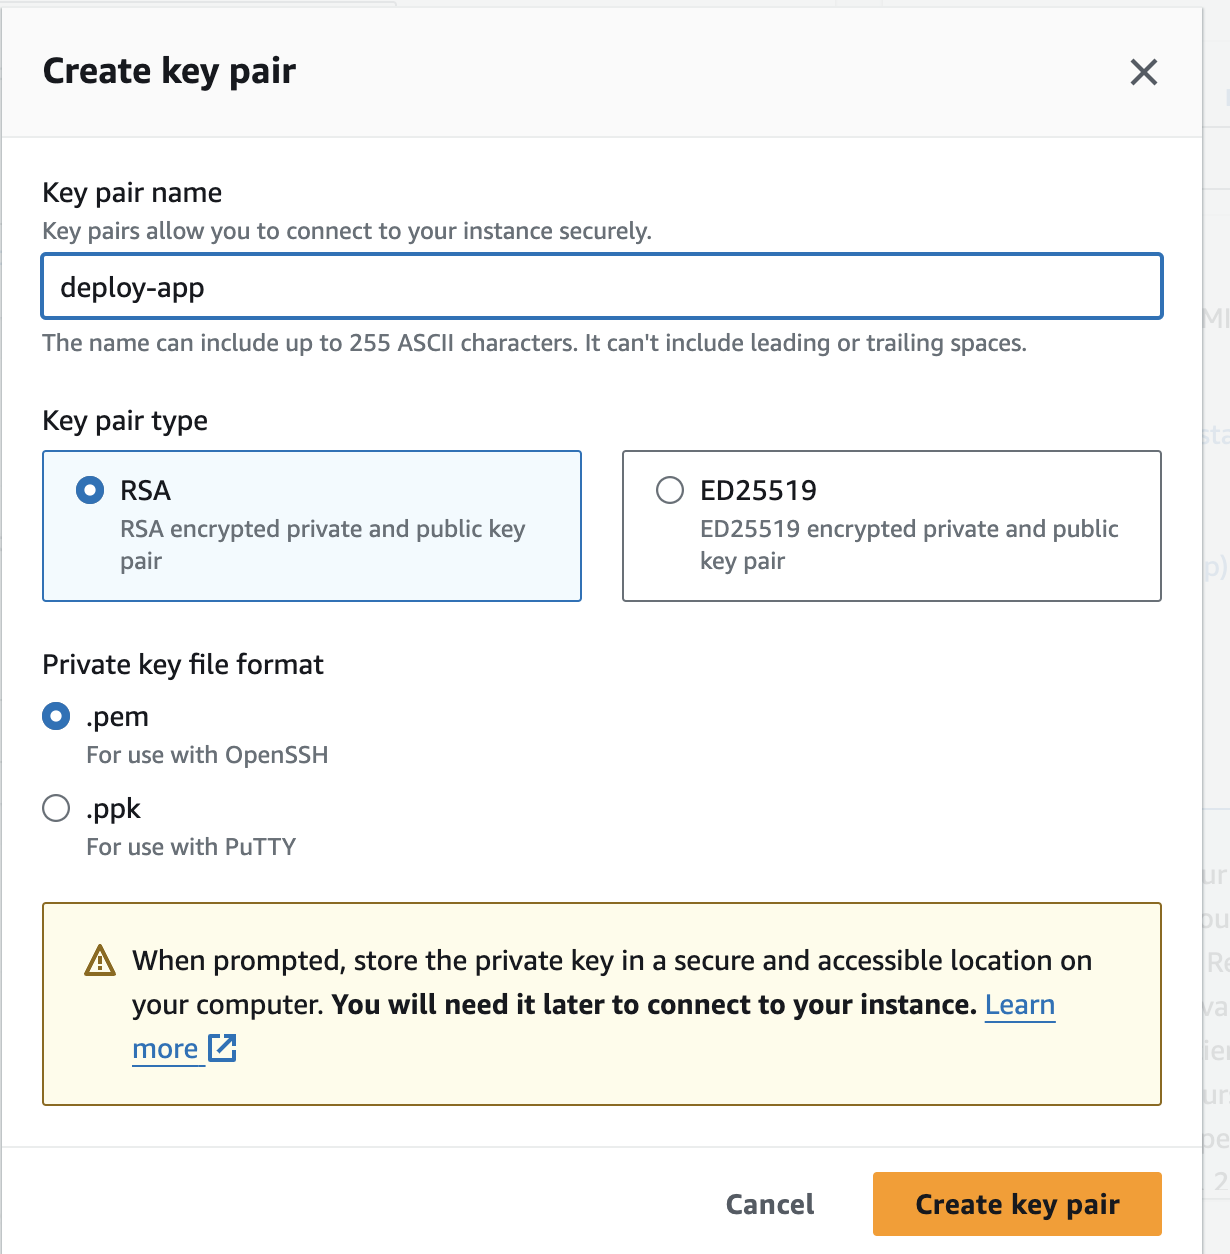 Create key pair
Key pair name
Key pairs allow you to connect to your instance securely.
deploy-app
The name can include up to 255 ASCII characters. It can't include leading or trailing spaces.
Key pair type
RSA
RSA encrypted private and public key
pair
ED25519
ED25519 encrypted private and public
key pair
Private key file format
.pem
For use with OpenSSH
.ppk
For use with PuTTY
When prompted, store the private key in a secure and accessible location on
your computer. You will need it later to connect to your instance. Learn
more
Cancel
Create key pair